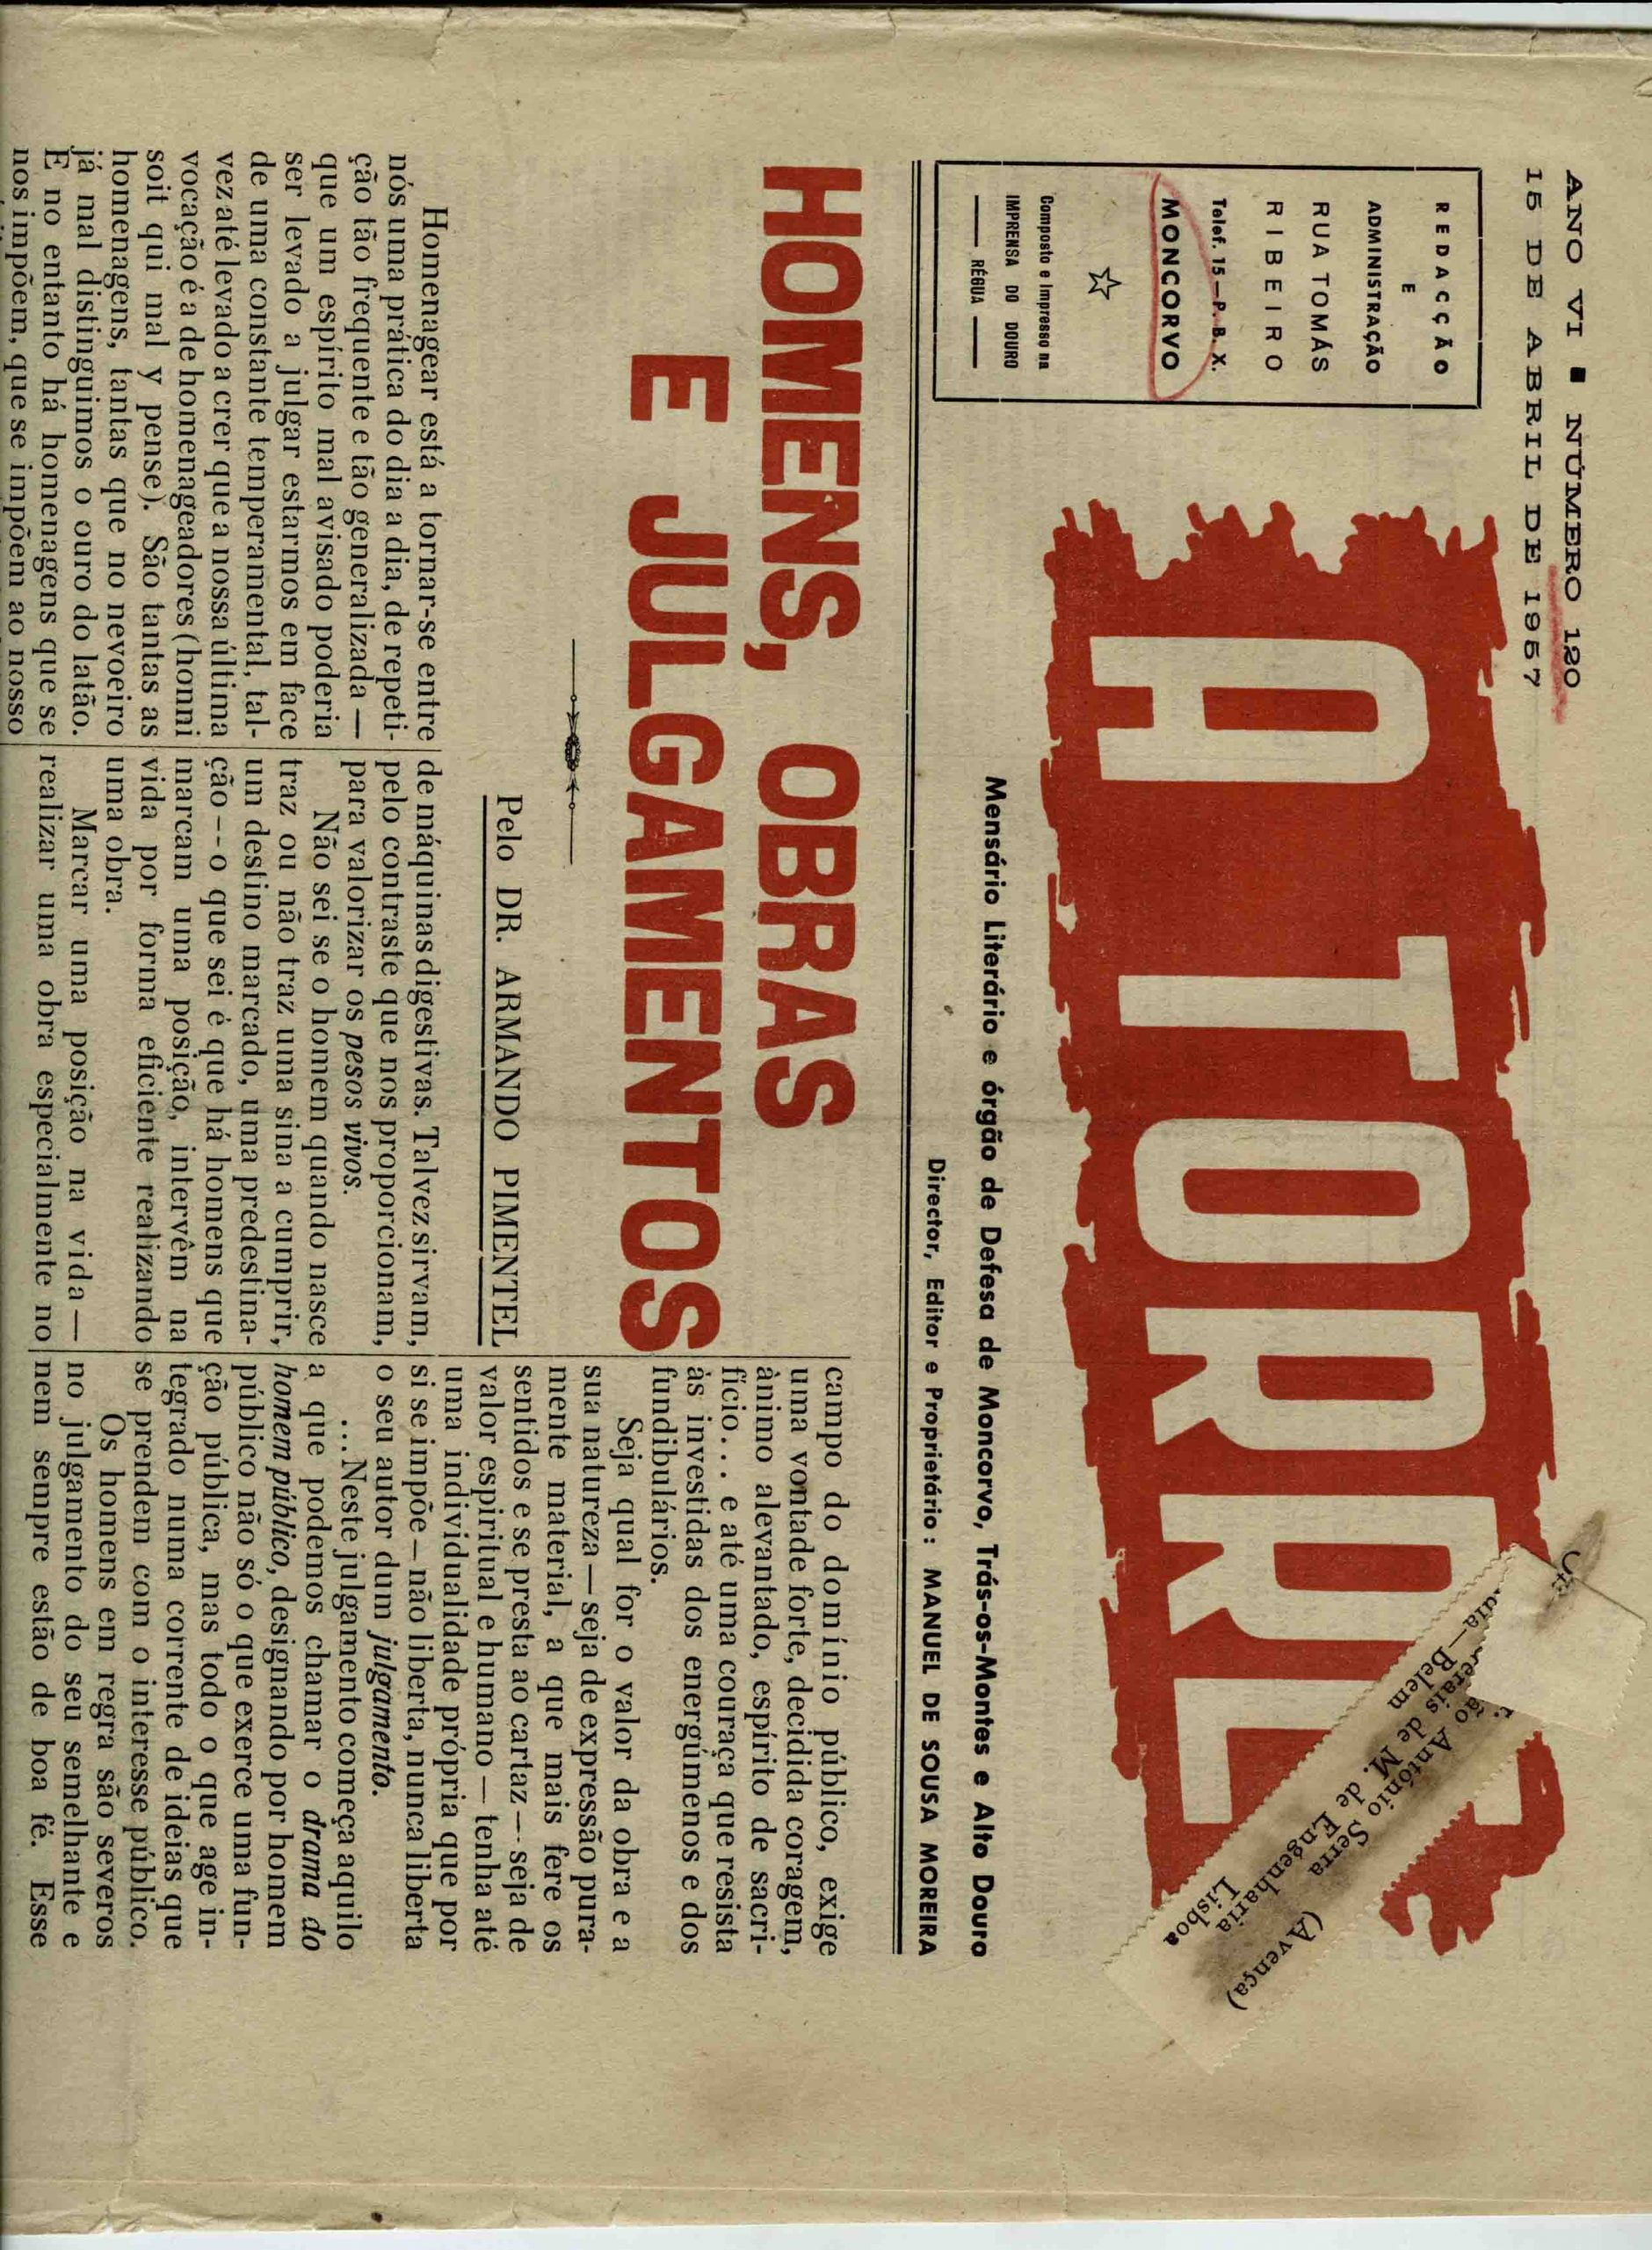 ANO VI ■ NÚMERO 120
15 DE ABRIL DE 1957
REDACÇÃO
E
ADMINISTRAÇÃO
RUA TOMÁS
RIBEIRO
Telef. 15 — P. B. X.
MONCORVO
Composto e Impresso na
IMPRENSA DO DOURO
RÉGUA
A TORRE
António Serra
(Avença)
erais de M. de Engenharia
Belem
Lisboa
Mensário Literário e órgão de Defesa de Moncorvo, Trás-os-Montes e Alto Douro
Director, Editor e Proprietário: MANUEL DE SOUSA MOREIRA
HOMENS, OBRAS
E JULGAMENTOS
Pelo DR. ARMANDO PIMENTEL
Homenagear está a tornar-se entre
nós uma prática do dia a dia, de repeti-
ção tão frequente e tão generalizada —
que um espírito mal avisado poderia
ser levado a julgar estarmos em face
de uma constante temperamental, tal-
vez até levado a crer que a nossa última
vocação é a de homenageadores (honni
soit qui mal y pense). São tantas as
homenagens, tantas que no nevoeiro
já mal distinguimos o ouro do latão.
E no entanto há homenagens que se
nos impõem, que se impõem ao nosso
de máquinas digestivas. Talvez sirvam,
pelo contraste que nos proporcionam,
para valorizar os pesos vivos.
Não sei se o homem quando nasce
traz ou não traz uma sina a cumprir,
um destino marcado, uma predestina-
ção -- o que sei é que há homens que
marcam uma posição, intervêm na
vida por forma eficiente realizando
uma obra.
Marcar uma posição na vida —
realizar uma obra especialmente no
campo do domínio público, exige
uma vontade forte, decidida coragem,
ânimo alevantado, espírito de sacri-
fício... e até uma couraça que resista
às investidas dos energúmenos e dos
fundibulários.
Seja qual for o valor da obra e a
sua natureza — seja de expressão pura-
mente material, a que mais fere os
sentidos e se presta ao cartaz -- seja de
valor espiritual e humano — tenha até
uma individualidade própria que por
si se impõe — não liberta, nunca liberta
o seu autor dum julgamento.
...Neste julgamento começa aquilo
a que podemos chamar o drama do
homem público, designando por homem
público não só o que exerce uma fun-
ção pública, mas todo o que age in-
tegrado numa corrente de ideias que
se prendem com o interesse público.
Os homens em regra são severos
no julgamento do seu semelhante e
nem sempre estão de boa fé. Esse